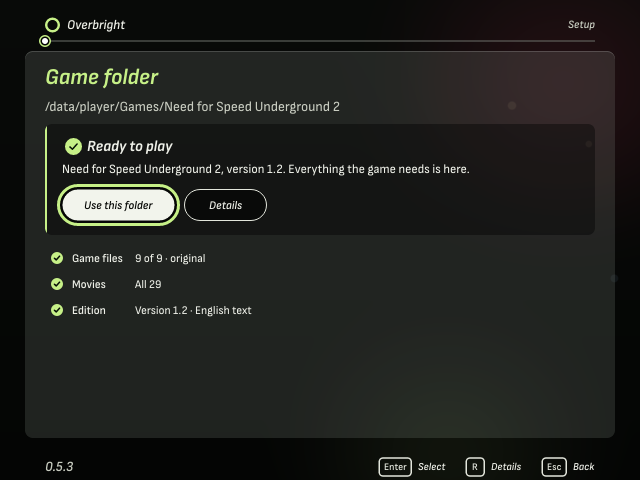 Overbright
Setup
Game folder
/data/player/Games/Need for Speed Underground 2
Ready to play
Need for Speed Underground 2, version 1.2. Everything the game needs is here.
Use this folder
Details
Game files 9 of 9 · original
Movies All 29
Edition Version 1.2 · English text
0.5.3
Enter Select R Details Esc Back